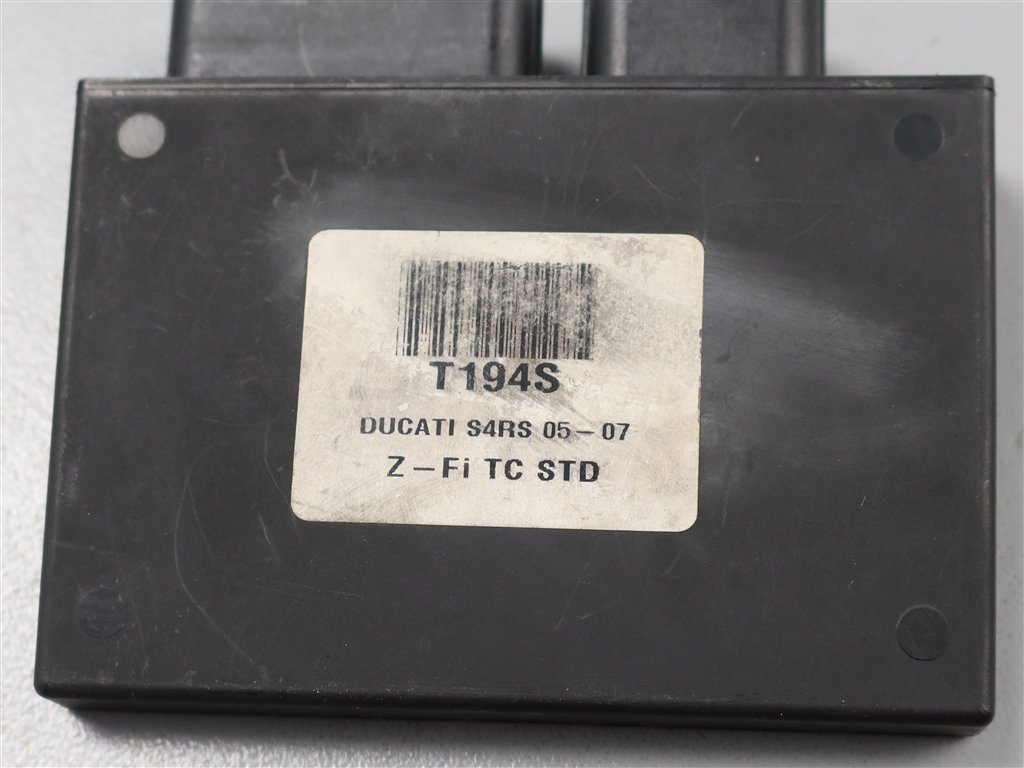 T194S
DUCATI S4RS 05-07
Z-Fi TC STD